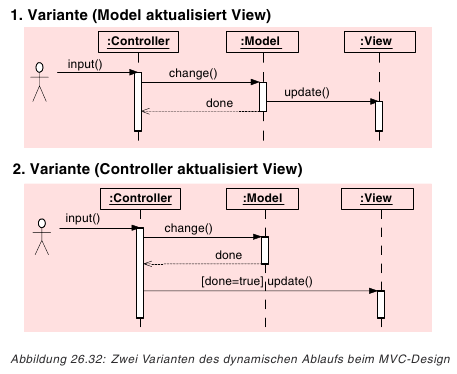 1. Variante (Model aktualisiert View)
:Controller :Model :View
input()
change()
update()
done
2. Variante (Controller aktualisiert View)
:Controller :Model :View
input()
change()
done
[done=true] update()
Abbildung 26.32: Zwei Varianten des dynamischen Ablaufs beim MVC-Design